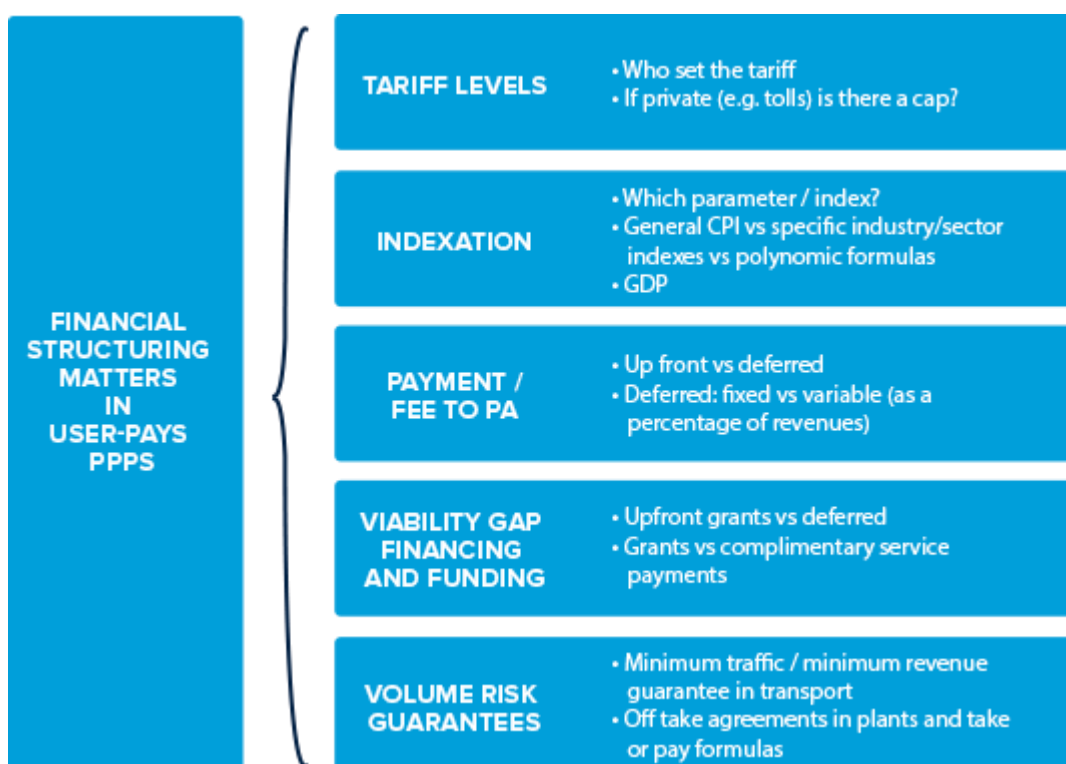 FINANCIAL
STRUCTURING
MATTERS
IN
USER-PAYS
PPPS
TARIFF LEVELS
• Who set the tariff
• If private (e.g. tolls) is there a cap?
INDEXATION
• Which parameter / index?
• General CPI vs specific industry/sector
indexes vs polynomic formulas
• GDP
PAYMENT /
FEE TO PA
• Up front vs deferred
• Deferred: fixed vs variable (as a
percentage of revenues)
VIABILITY GAP
FINANCING
AND FUNDING
• Upfront grants vs deferred
• Grants vs complimentary service
payments
VOLUME RISK
GUARANTEES
• Minimum traffic / minimum revenue
guarantee in transport
• Off take agreements in plants and take
or pay formulas